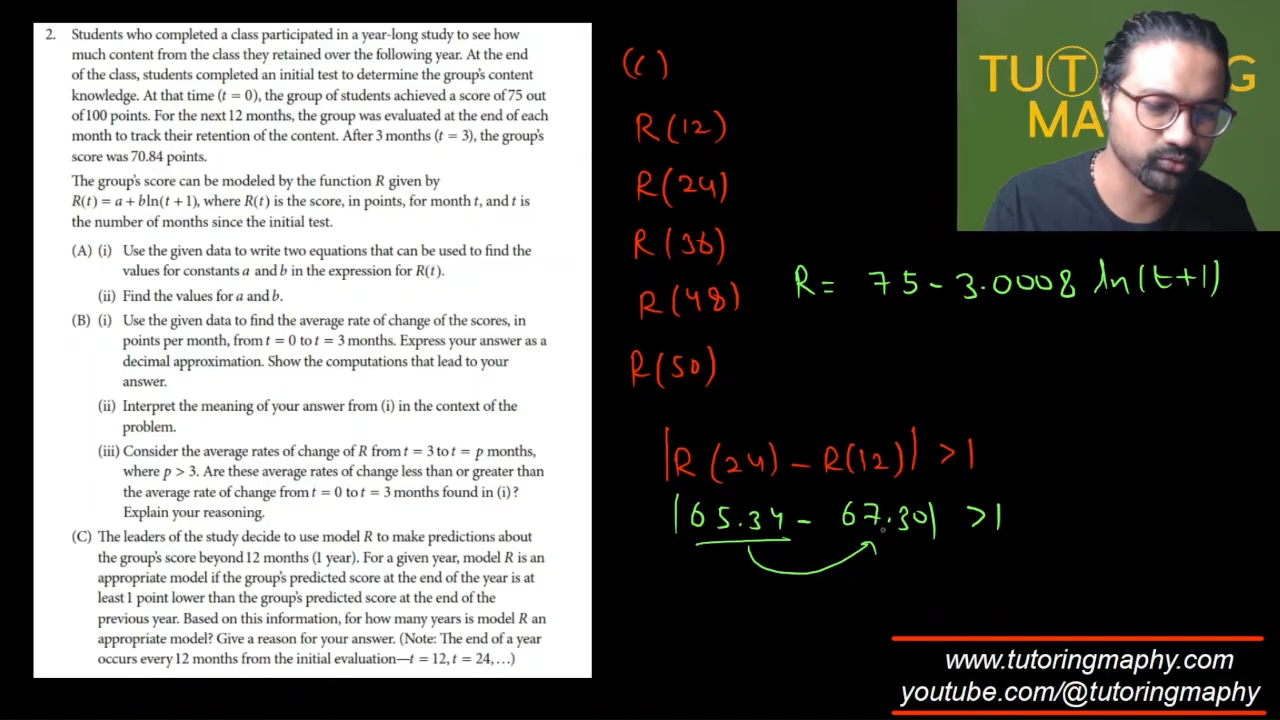 2. Students who completed a class participated in a year-long study to see how
much content from the class they retained over the following year. At the end
of the class, students completed an initial test to determine the group's content
knowledge. At that time (t = 0), the group of students achieved a score of 75 out
of 100 points. For the next 12 months, the group was evaluated at the end of each
month to track their retention of the content. After 3 months (t = 3), the group's
score was 70.84 points.
The group's score can be modeled by the function R given by
R(t) = a + bln(t + 1), where R(t) is the score, in points, for month t, and t is
the number of months since the initial test.
(A) (i) Use the given data to write two equations that can be used to find the
values for constants a and b in the expression for R(t).
(ii) Find the values for a and b.
(B) (i) Use the given data to find the average rate of change of the scores, in
points per month, from t = 0 to t = 3 months. Express your answer as a
decimal approximation. Show the computations that lead to your
answer.
(ii) Interpret the meaning of your answer from (i) in the context of the
problem.
(iii) Consider the average rates of change of R from t = 3 to t = p months,
where p > 3. Are these average rates of change less than or greater than
the average rate of change from t = 0 to t = 3 months found in (i)?
Explain your reasoning.
(C) The leaders of the study decide to use model R to make predictions about
the group's score beyond 12 months (1 year). For a given year, model R is an
appropriate model if the group's predicted score at the end of the year is at
least 1 point lower than the group's predicted score at the end of the
previous year. Based on this information, for how many years is model R an
appropriate model? Give a reason for your answer. (Note: The end of a year
occurs every 12 months from the initial evaluation—t = 12, t = 24, ...)
(C)
R(12)
R(24)
R(36)
R(48)
R(50)
R = 75 - 3.0008 ln(t+1)
|R(24) - R(12)| > 1
|65.34 - 67.30| > 1
TUT G
MA
www.tutoringmaphy.com
youtube.com/@tutoringmaphy